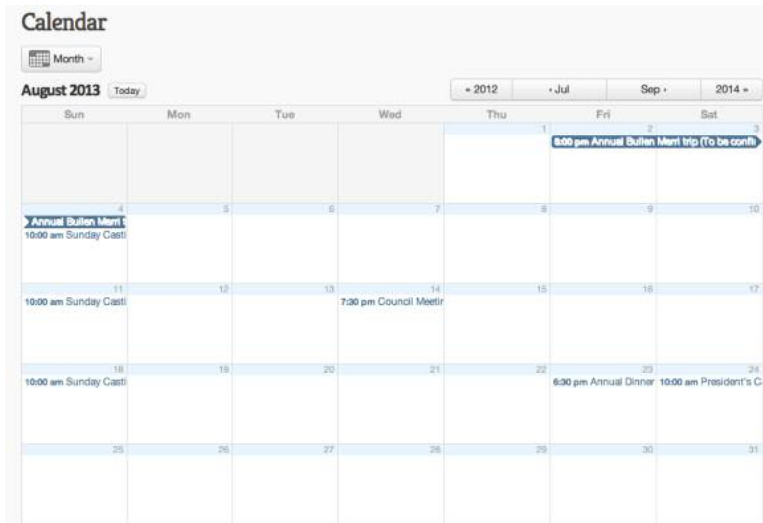 Calendar
Month
August 2013 Today « 2012 ‹ Jul Sep › 2014 »
Sun Mon Tue Wed Thu Fri Sat
1 2 3
8:00 pm Annual Bullen Merri trip (To be confi
4 5 6 7 8 9 10
Annual Bullen Merri t
10:00 am Sunday Casti
11 12 13 14 15 16 17
10:00 am Sunday Casti 7:30 pm Council Meetir
18 19 20 21 22 23 24
10:00 am Sunday Casti 6:30 pm Annual Dinner 10:00 am President's C
25 26 27 28 29 30 31